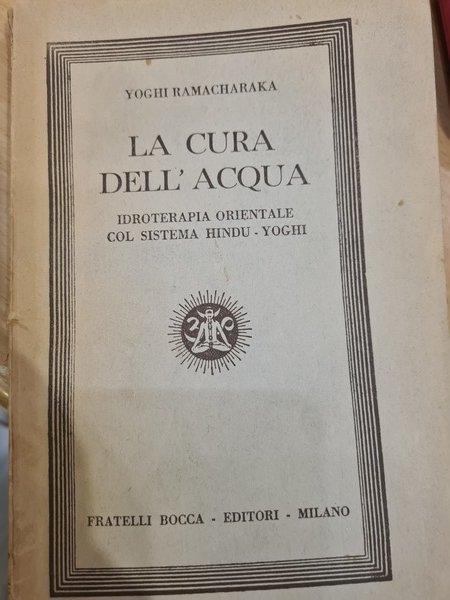 YOGHI RAMACHARAKA
LA CURA
DELL'ACQUA
IDROTERAPIA ORIENTALE
COL SISTEMA HINDU - YOGHI
FRATELLI BOCCA - EDITORI - MILANO